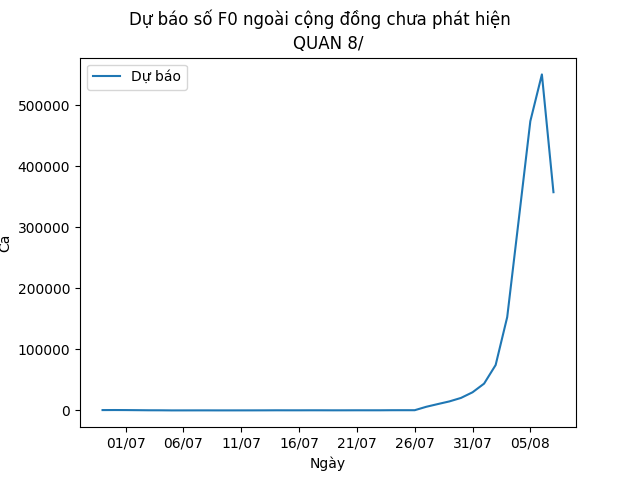 Dự báo số F0 ngoài cộng đồng chưa phát hiện
QUAN 8/
Dự báo
500000
400000
300000
200000
100000
0
Ca
01/07 06/07 11/07 16/07 21/07 26/07 31/07 05/08
Ngày